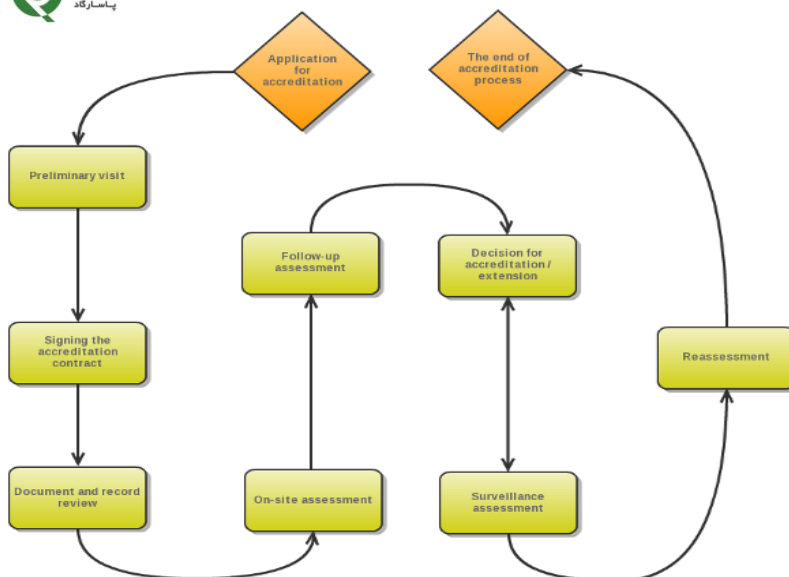 پاسارگاد
Application
for
accreditation
The end of
accreditation
process
Preliminary visit
Follow-up
assessment
Decision for
accreditation /
extension
Signing the
accreditation
contract
Reassessment
Document and record
review
On-site assessment
Surveillance
assessment